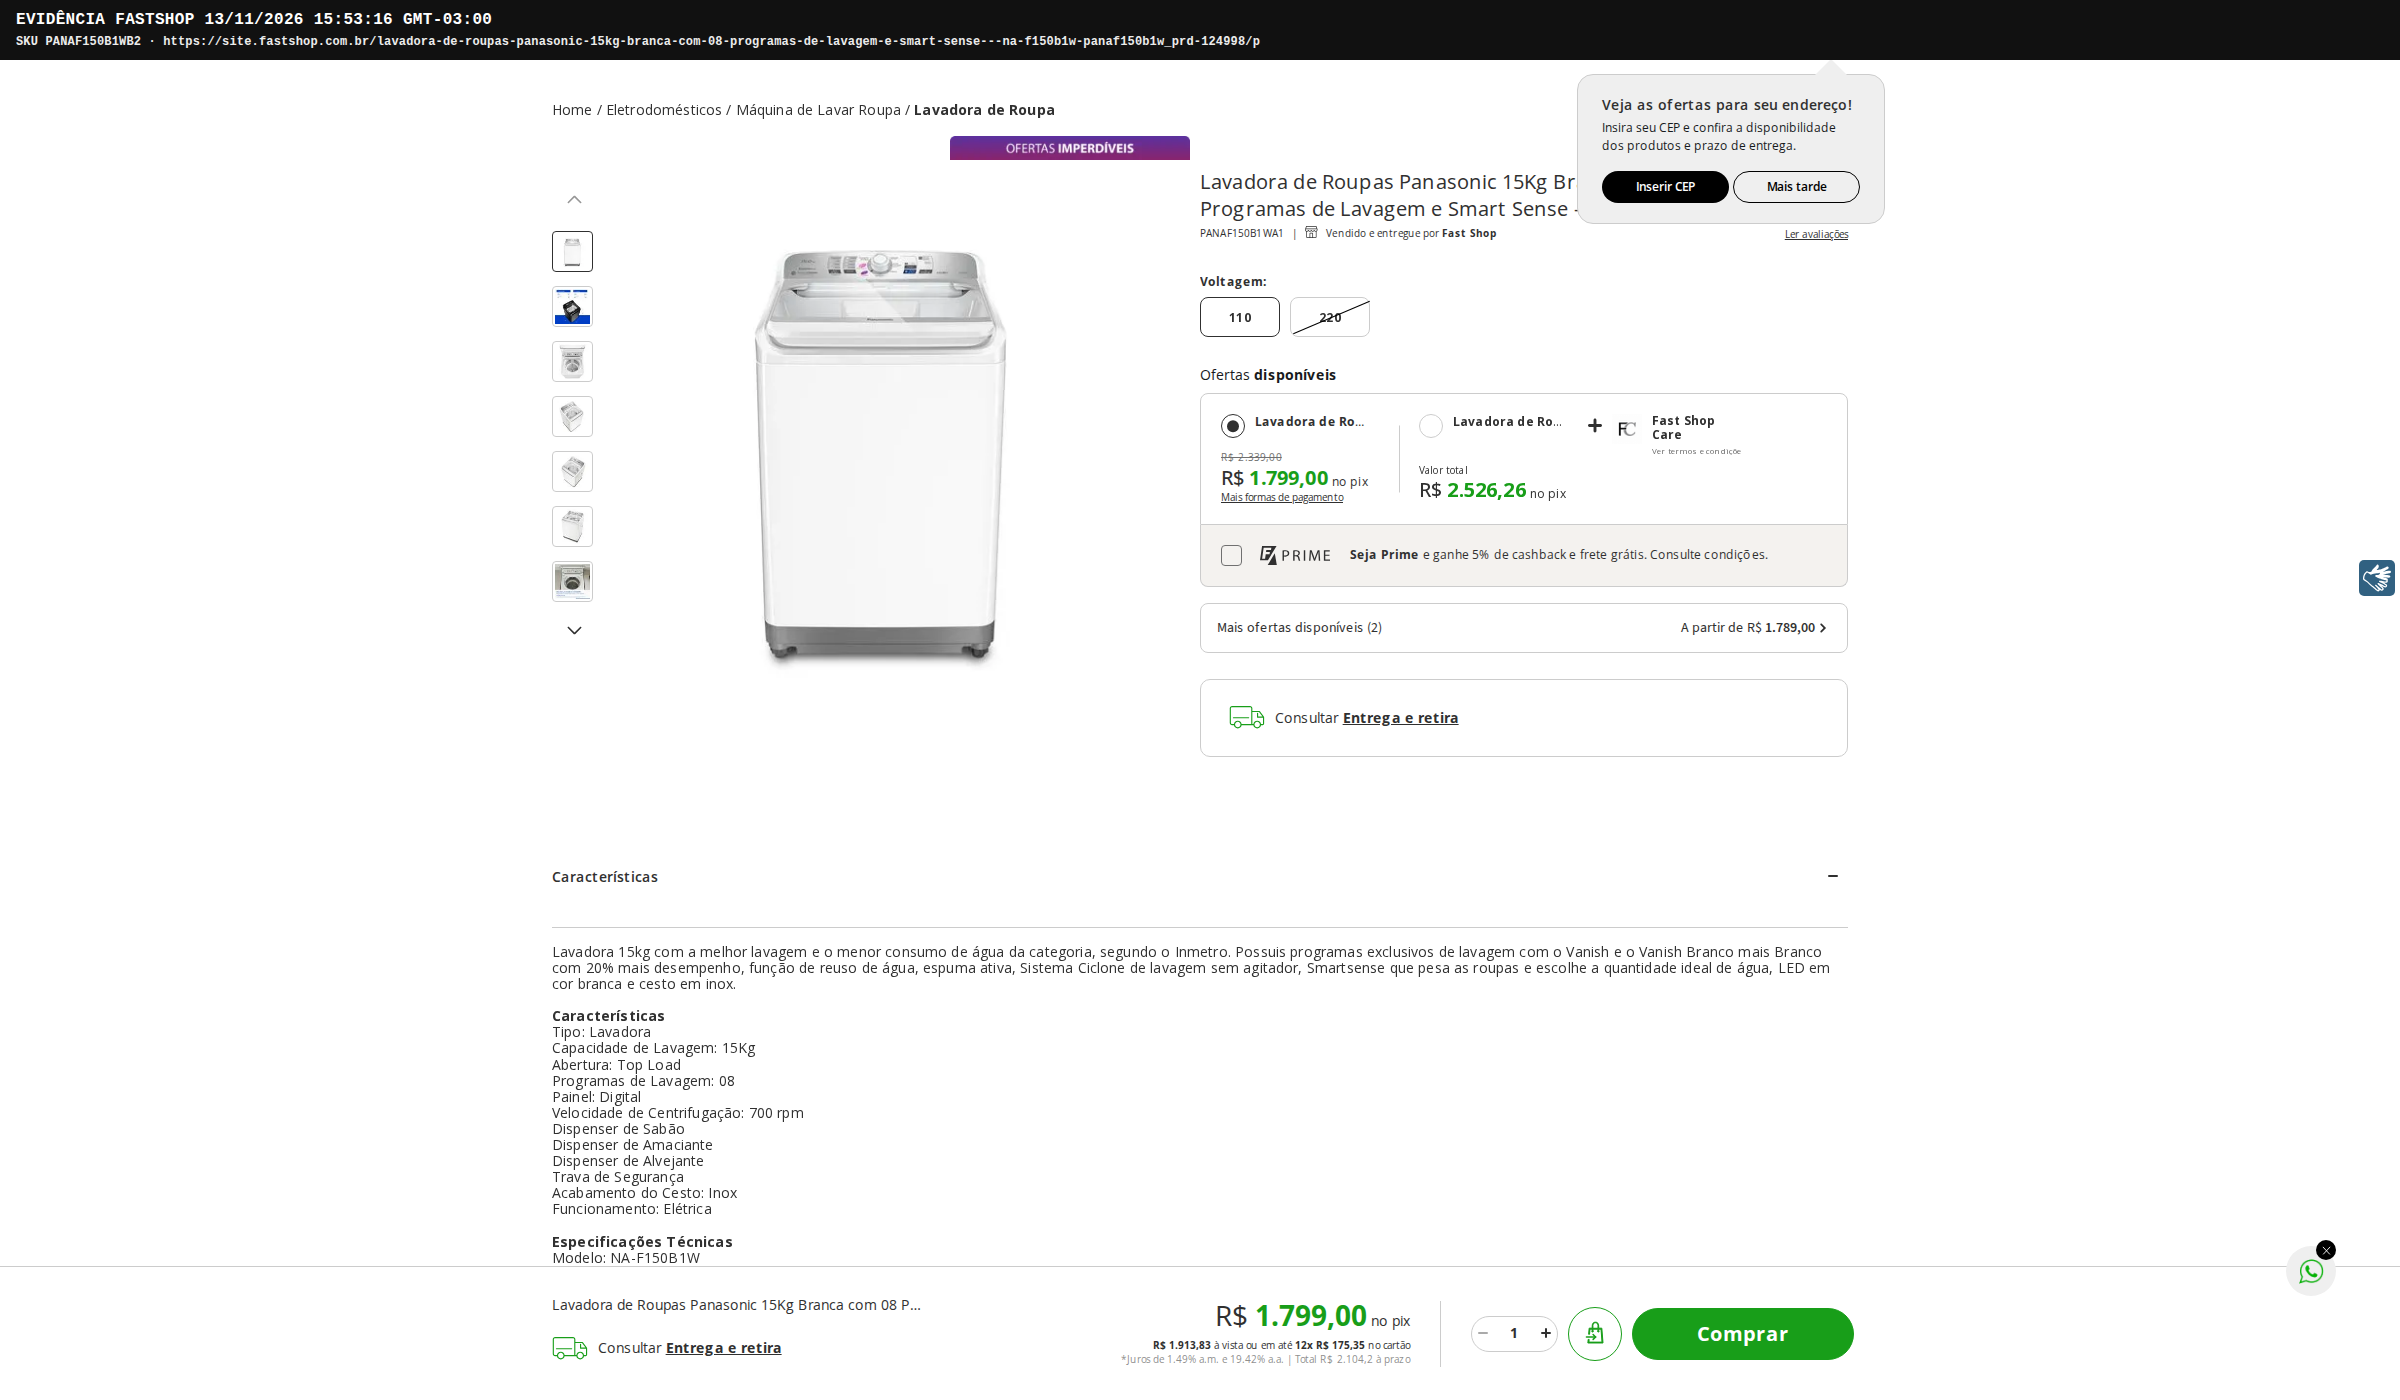 EVIDÊNCIA FASTSHOP 13/11/2026 15:53:16 GMT-03:00
SKU PANAF150B1WB2 · https://site.fastshop.com.br/lavadora-de-roupas-panasonic-15kg-branca-com-08-programas-de-lavagem-e-smart-sense---na-f150b1w-panaf150b1w_prd-124998/p
Home / Eletrodomésticos / Máquina de Lavar Roupa / Lavadora de Roupa
Veja as ofertas para seu endereço!
Insira seu CEP e confira a disponibilidade
dos produtos e prazo de entrega.
Inserir CEP
Mais tarde
OFERTAS IMPERDÍVEIS
Lavadora de Roupas Panasonic 15Kg
Programas de Lavagem e Smart Sense -
PANAF150B1WA1 | Vendido e entregue por Fast Shop
Ler avaliações
Voltagem:
110
220
Ofertas disponíveis
Lavadora de Ro...
R$ 2.339,00
R$ 1.799,00 no pix
Mais formas de pagamento
Lavadora de Ro...
+
FC
Fast Shop
Care
Ver termos e condiçõe
Valor total
R$ 2.526,26 no pix
PRIME
Seja Prime e ganhe 5% de cashback e frete grátis. Consulte condições.
Mais ofertas disponíveis (2)
A partir de R$ 1.789,00
Consultar Entrega e retira
Características
Lavadora 15kg com a melhor lavagem e o menor consumo de água da categoria, segundo o Inmetro. Possuis programas exclusivos de lavagem com o Vanish e o Vanish Branco mais Branco
com 20% mais desempenho, função de reuso de água, espuma ativa, Sistema Ciclone de lavagem sem agitador, Smartsense que pesa as roupas e escolhe a quantidade ideal de água, LED em
cor branca e cesto em inox.
Características
Tipo: Lavadora
Capacidade de Lavagem: 15Kg
Abertura: Top Load
Programas de Lavagem: 08
Painel: Digital
Velocidade de Centrifugação: 700 rpm
Dispenser de Sabão
Dispenser de Amaciante
Dispenser de Alvejante
Trava de Segurança
Acabamento do Cesto: Inox
Funcionamento: Elétrica
Especificações Técnicas
Modelo: NA-F150B1W
Lavadora de Roupas Panasonic 15Kg Branca com 08 P...
Consultar Entrega e retira
R$ 1.799,00 no pix
R$ 1.913,83 à vista ou em até 12x R$ 175,35 no cartão
*Juros de 1.49% a.m. e 19.42% a.a. | Total R$ 2.104,2 à prazo
1
Comprar